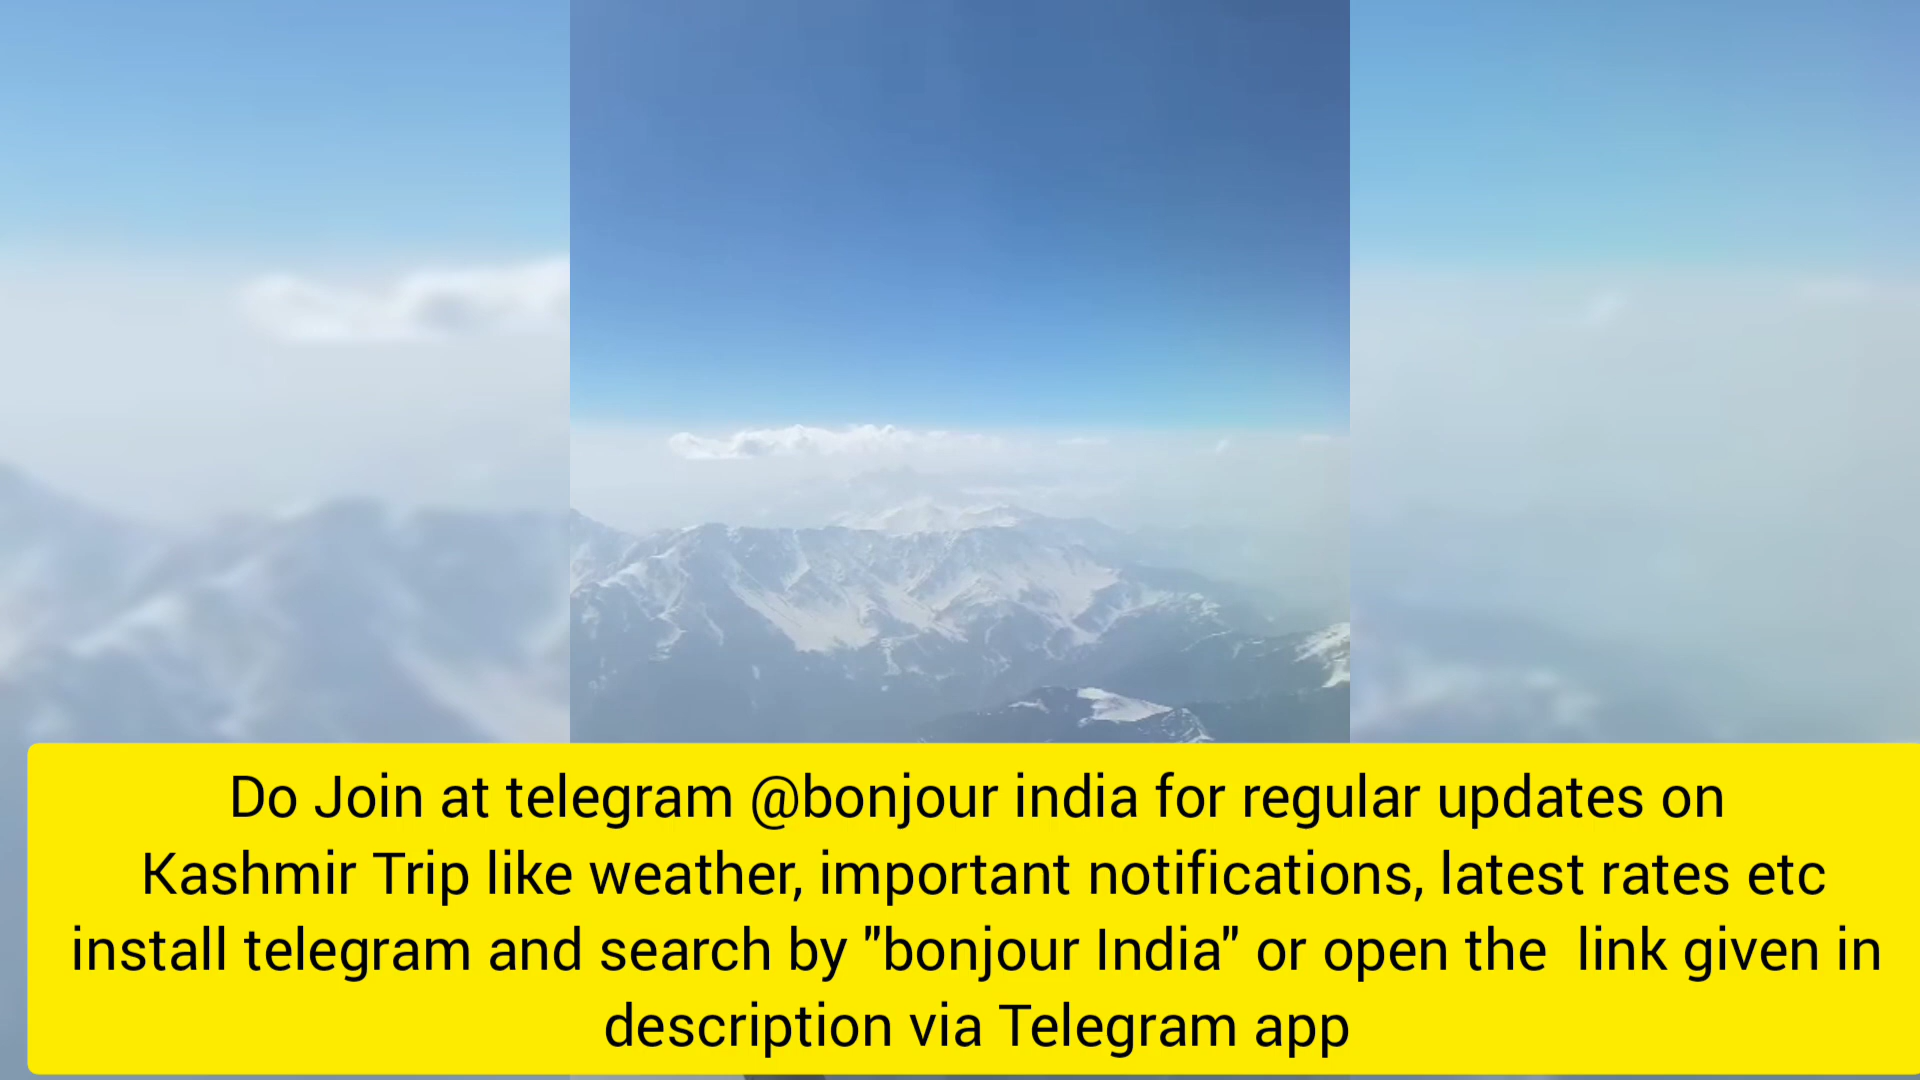 Do Join at telegram @bonjour india for regular updates on
Kashmir Trip like weather, important notifications, latest rates etc
install telegram and search by "bonjour India" or open the  link given in
description via Telegram app